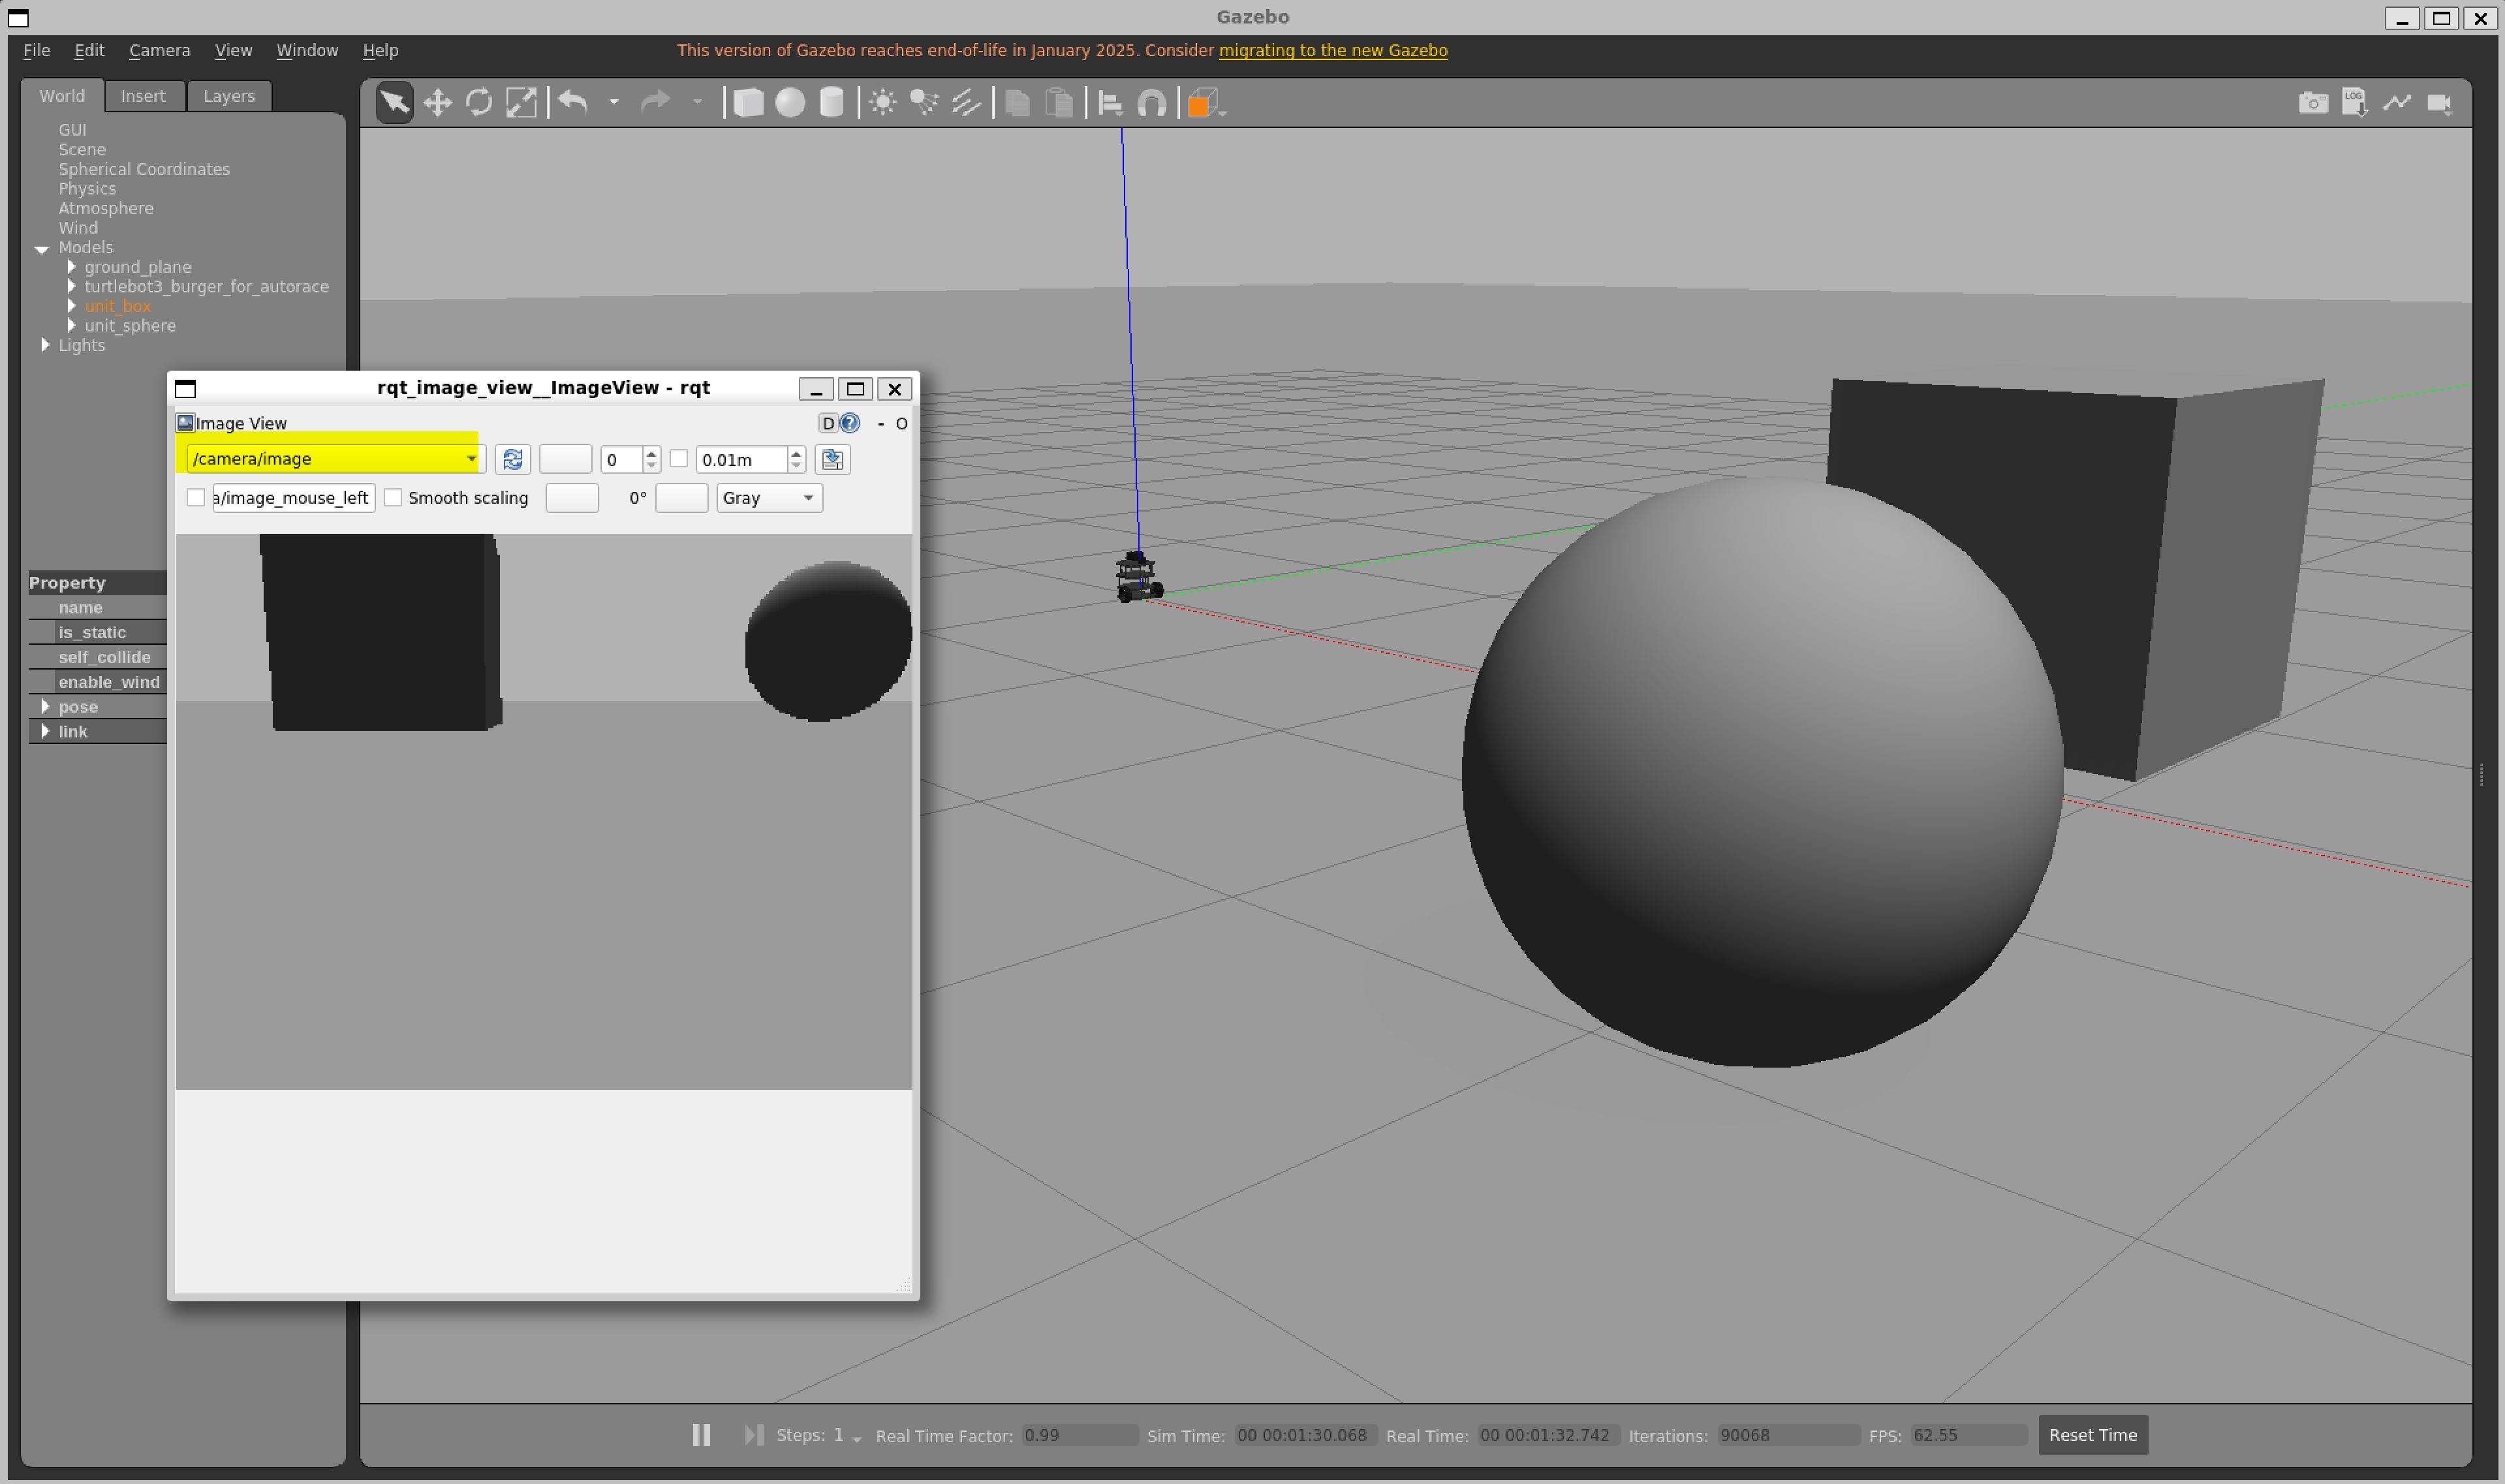 Gazebo
File Edit Camera View Window Help
This version of Gazebo reaches end-of-life in January 2025. Consider migrating to the new Gazebo
World Insert Layers
LOG
GUI
Scene
Spherical Coordinates
Physics
Atmosphere
Wind
Models
ground_plane
turtlebot3_burger_for_autorace
unit_box
unit_sphere
Lights
rqt_image_view__ImageView - rqt
Image View D ? - O
/camera/image 0 0.01m
a/image_mouse_left Smooth scaling 0° Gray
Property
name
is_static
self_collide
enable_wind
pose
link
Steps: 1 Real Time Factor: 0.99 Sim Time: 00 00:01:30.068 Real Time: 00 00:01:32.742 Iterations: 90068 FPS: 62.55 Reset Time